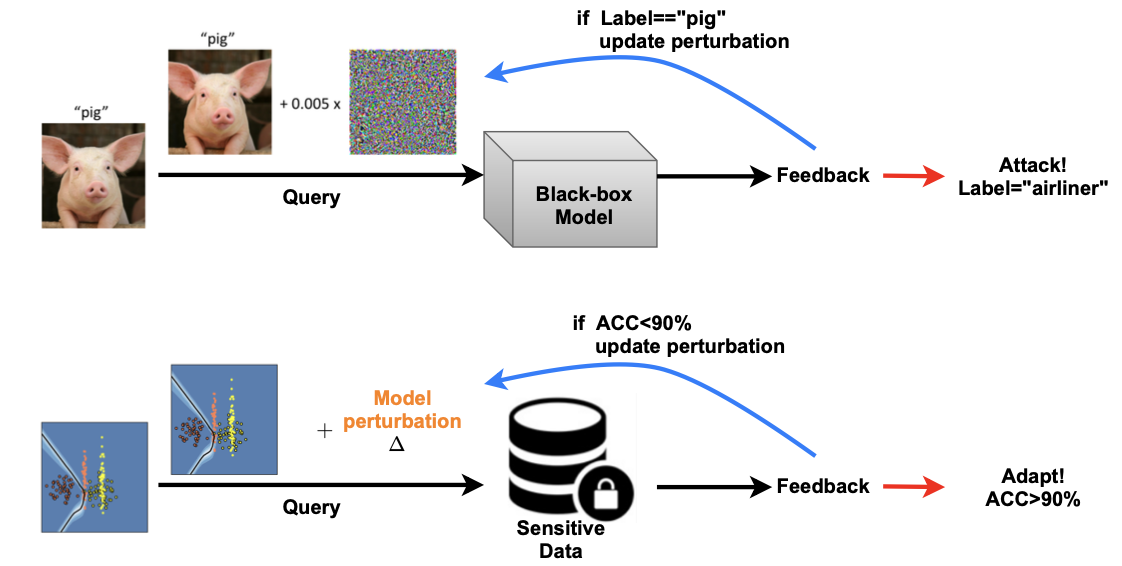 if Label=="pig"
update perturbation
“pig”
“pig”
+ 0.005 x
Query
Black-box
Model
Feedback
Attack!
Label="airliner"
if ACC<90%
update perturbation
+
Model
perturbation
Δ
Query
Sensitive
Data
Feedback
Adapt!
ACC>90%